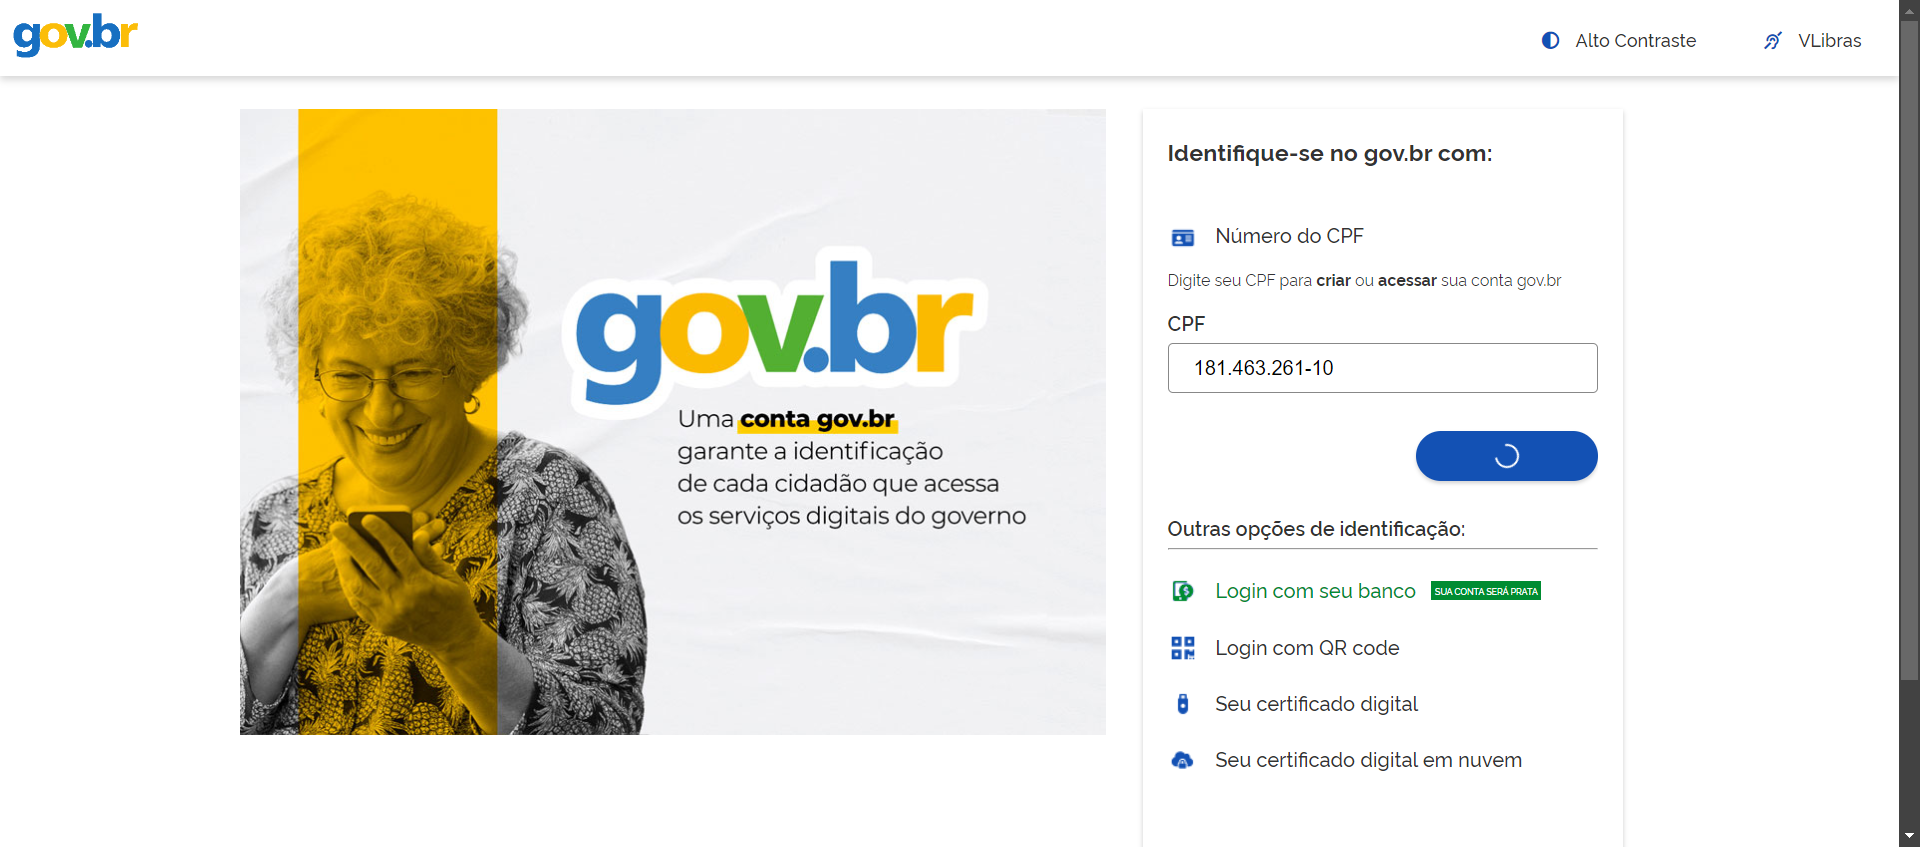 gov.br
Alto Contraste
VLibras
gov.br
Uma conta gov.br
garante a identificação
de cada cidadão que acessa
os serviços digitais do governo
Identifique-se no gov.br com:
Número do CPF
Digite seu CPF para criar ou acessar sua conta gov.br
CPF
181.463.261-10
Outras opções de identificação:
Login com seu banco SUA CONTA SERÁ PRATA
Login com QR code
Seu certificado digital
Seu certificado digital em nuvem